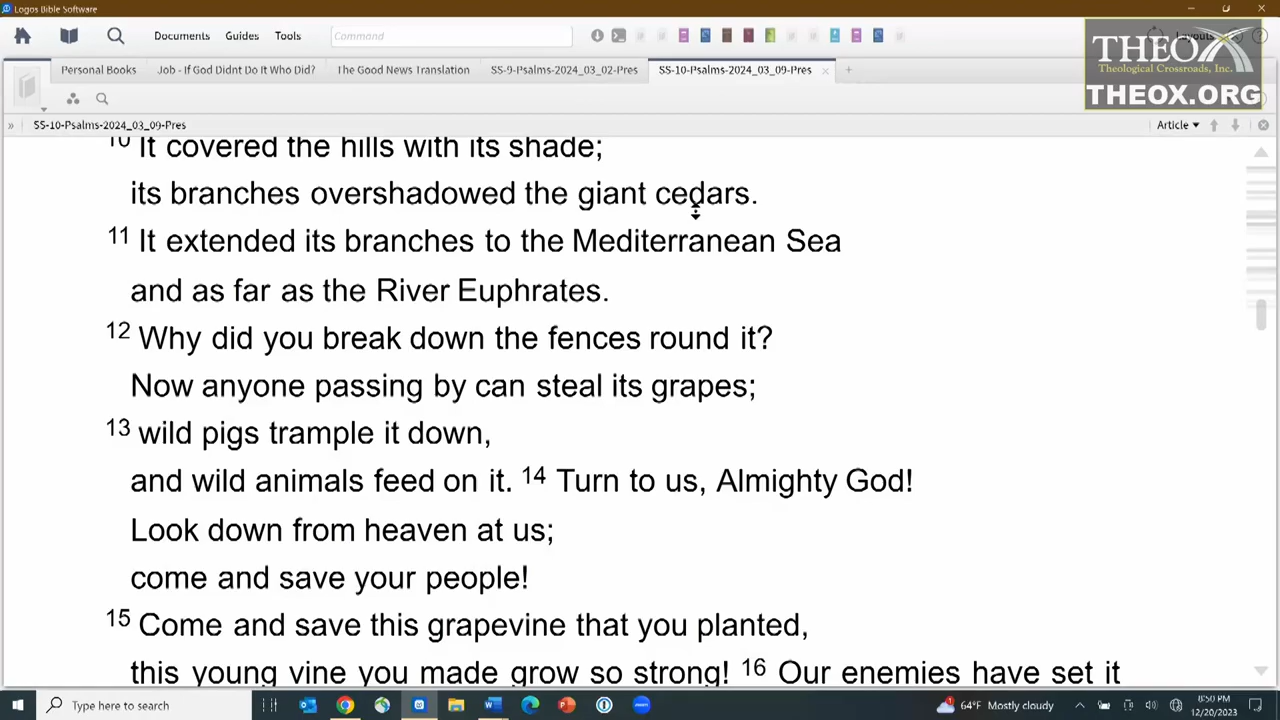 Logos Bible Software
Documents Guides Tools Command Layouts
THEOX
Theological Crossroads, Inc.
THEOX.ORG
Personal Books Job - If God Didnt Do It Who Did? The Good News Trans Psalms-2024_03_02-Pres SS-10-Psalms-2024_03_09-Pres
SS-10-Psalms-2024_03_09-Pres Article
10 It covered the hills with its shade;
its branches overshadowed the giant cedars.
11 It extended its branches to the Mediterranean Sea
and as far as the River Euphrates.
12 Why did you break down the fences round it?
Now anyone passing by can steal its grapes;
13 wild pigs trample it down,
and wild animals feed on it. 14 Turn to us, Almighty God!
Look down from heaven at us;
come and save your people!
15 Come and save this grapevine that you planted,
this young vine you made grow so strong! 16 Our enemies have set it
Type here to search 64°F Mostly cloudy 8:50 PM
12/20/2023